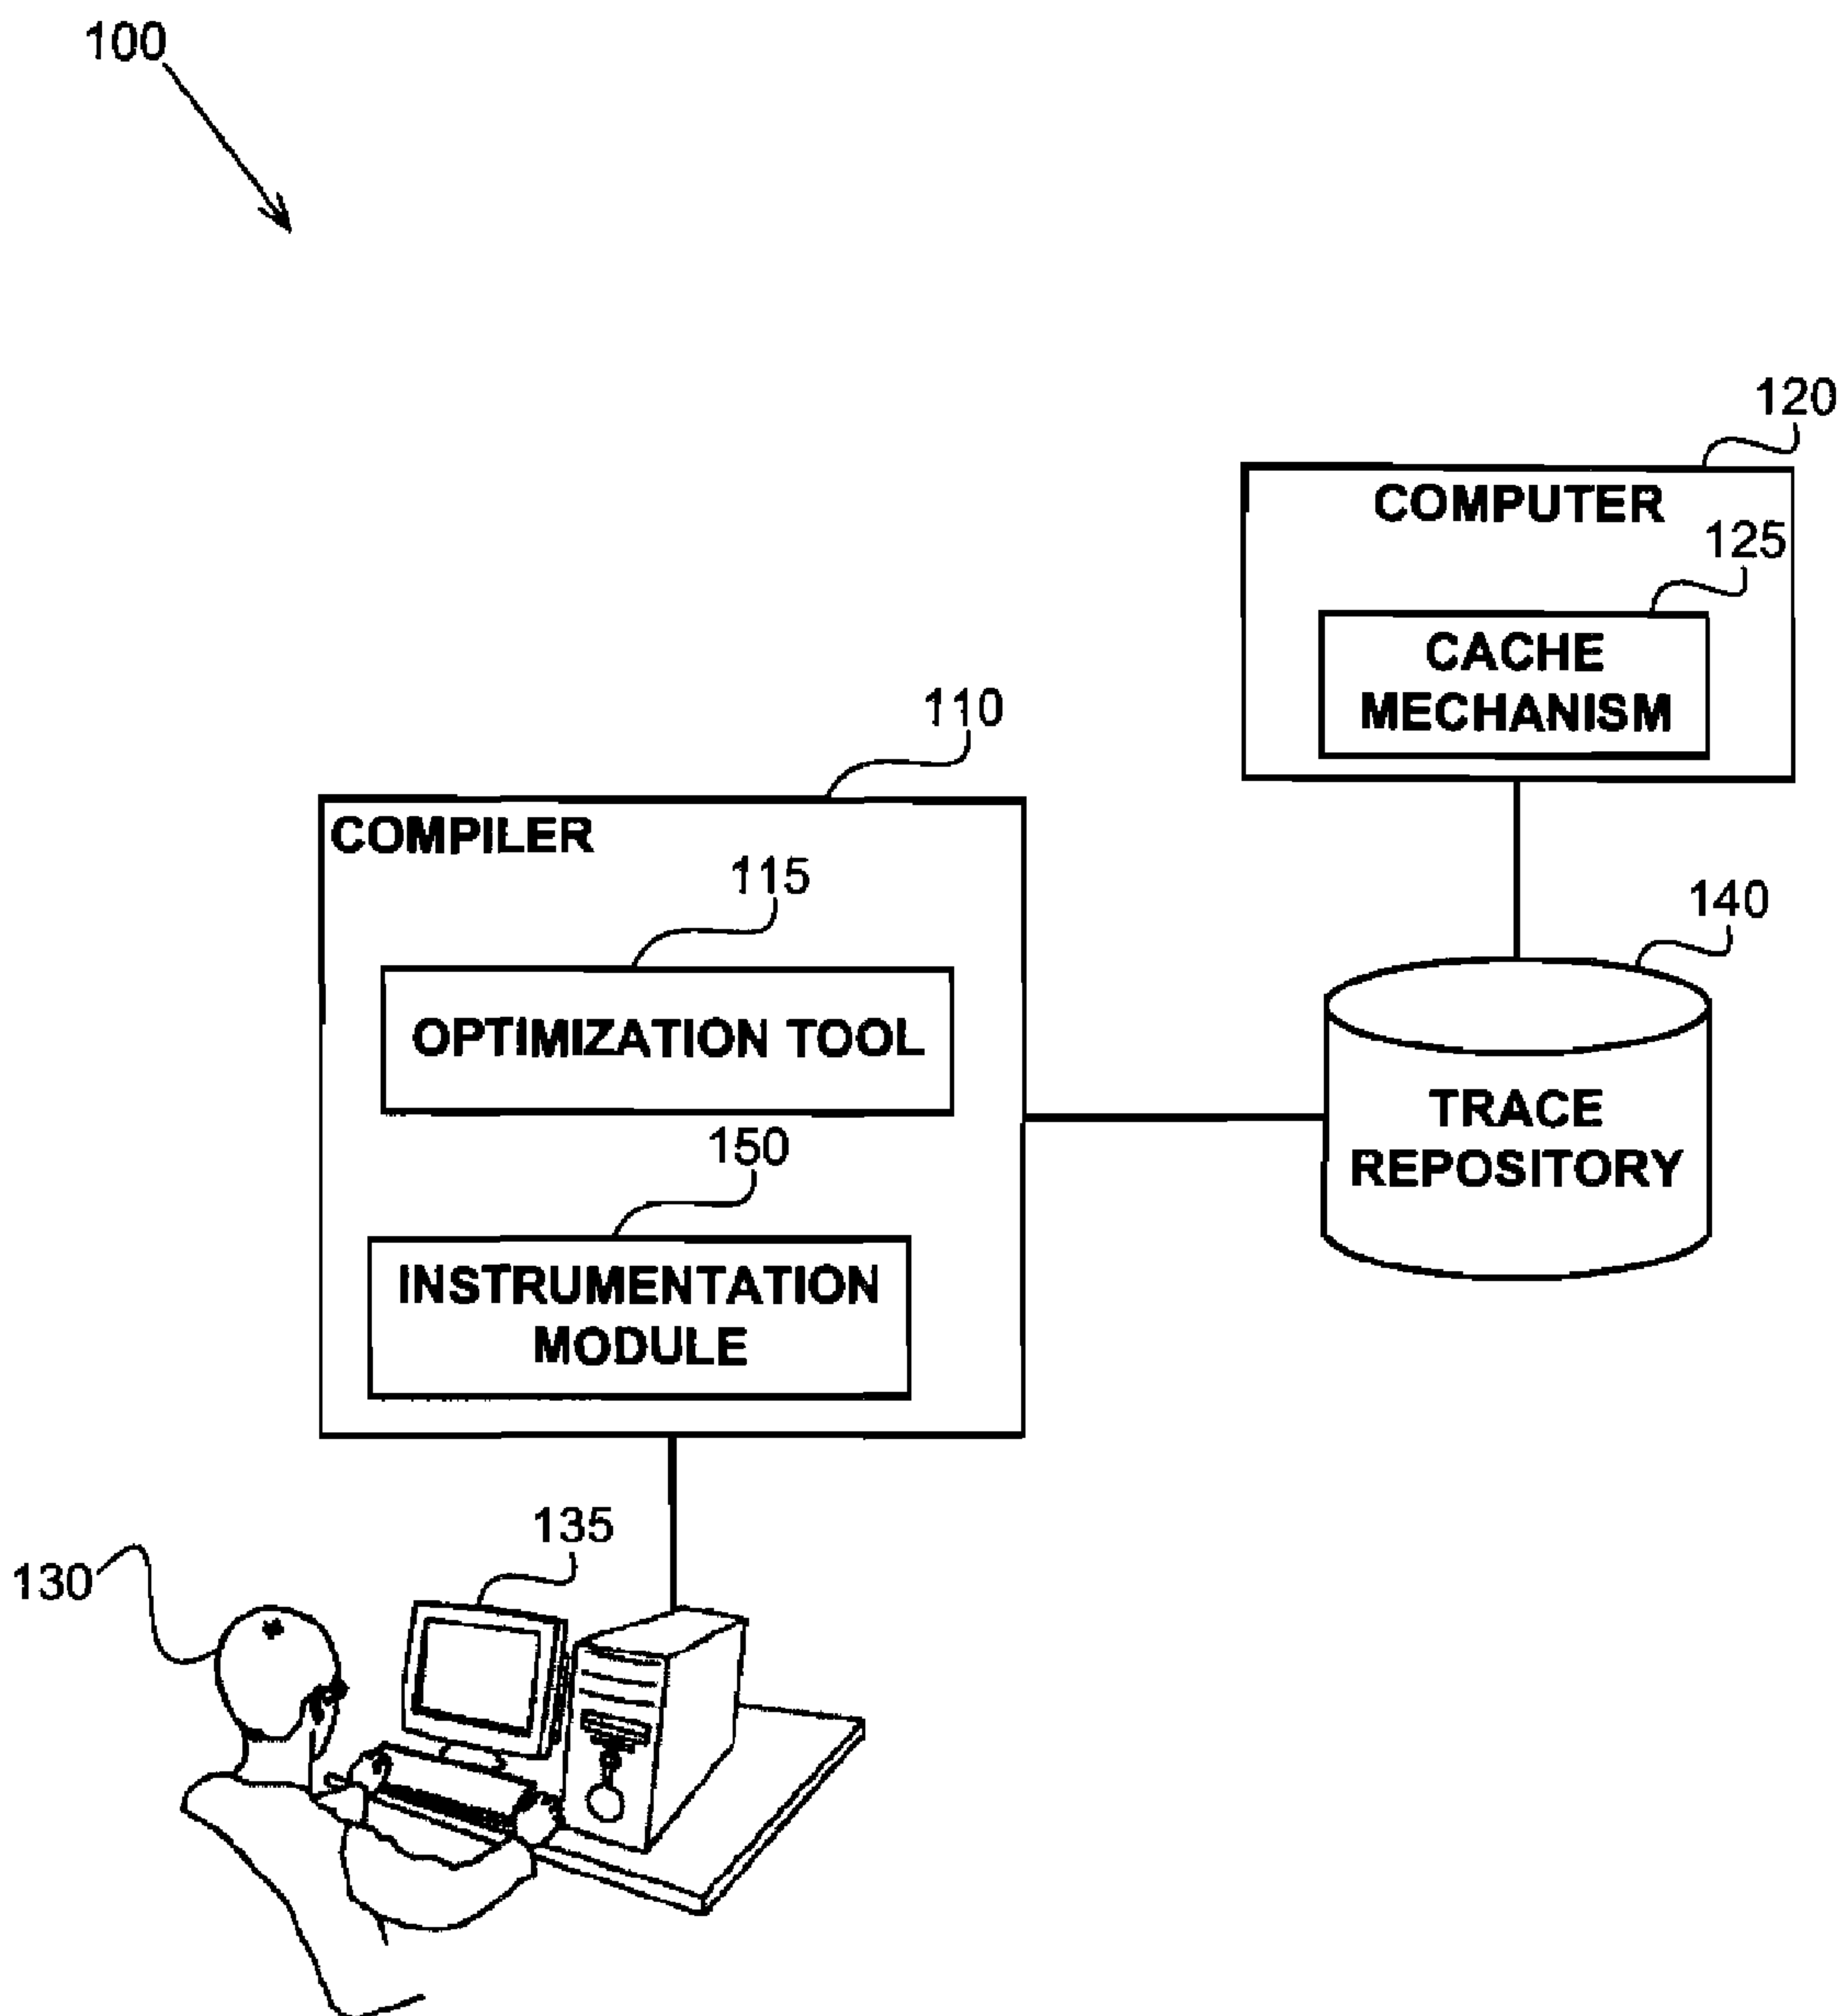 100
120
COMPUTER
125
CACHE
MECHANISM
110
COMPILER
115
OPTIMIZATION TOOL
150
INSTRUMENTATION
MODULE
140
TRACE
REPOSITORY
135
130